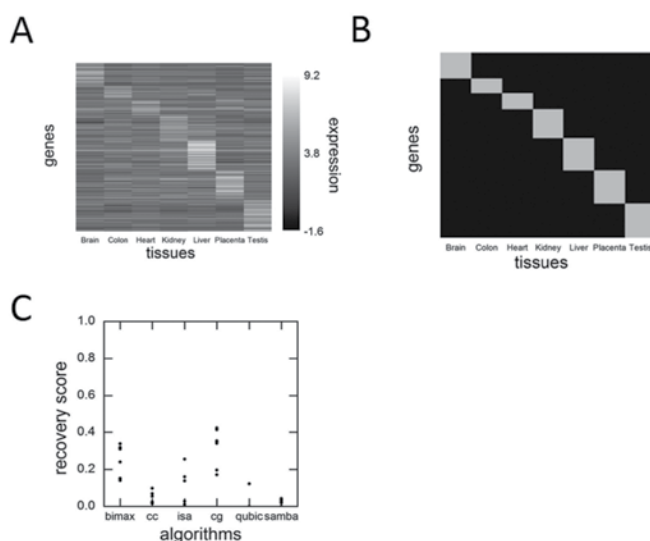 A
genes
9.2
3.8
-1.6
expression
Brain Colon Heart Kidney Liver Placenta Testis
tissues
B
genes
Brain Colon Heart Kidney Liver Placenta Testis
tissues
C
recovery score
1.0
0.8
0.6
0.4
0.2
0.0
bimax cc isa cg qubic samba
algorithms